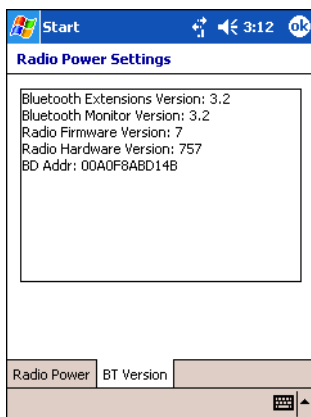 Start 3:12 ok
Radio Power Settings
Bluetooth Extensions Version: 3.2
Bluetooth Monitor Version: 3.2
Radio Firmware Version: 7
Radio Hardware Version: 757
BD Addr: 00A0F8ABD14B
Radio Power BT Version